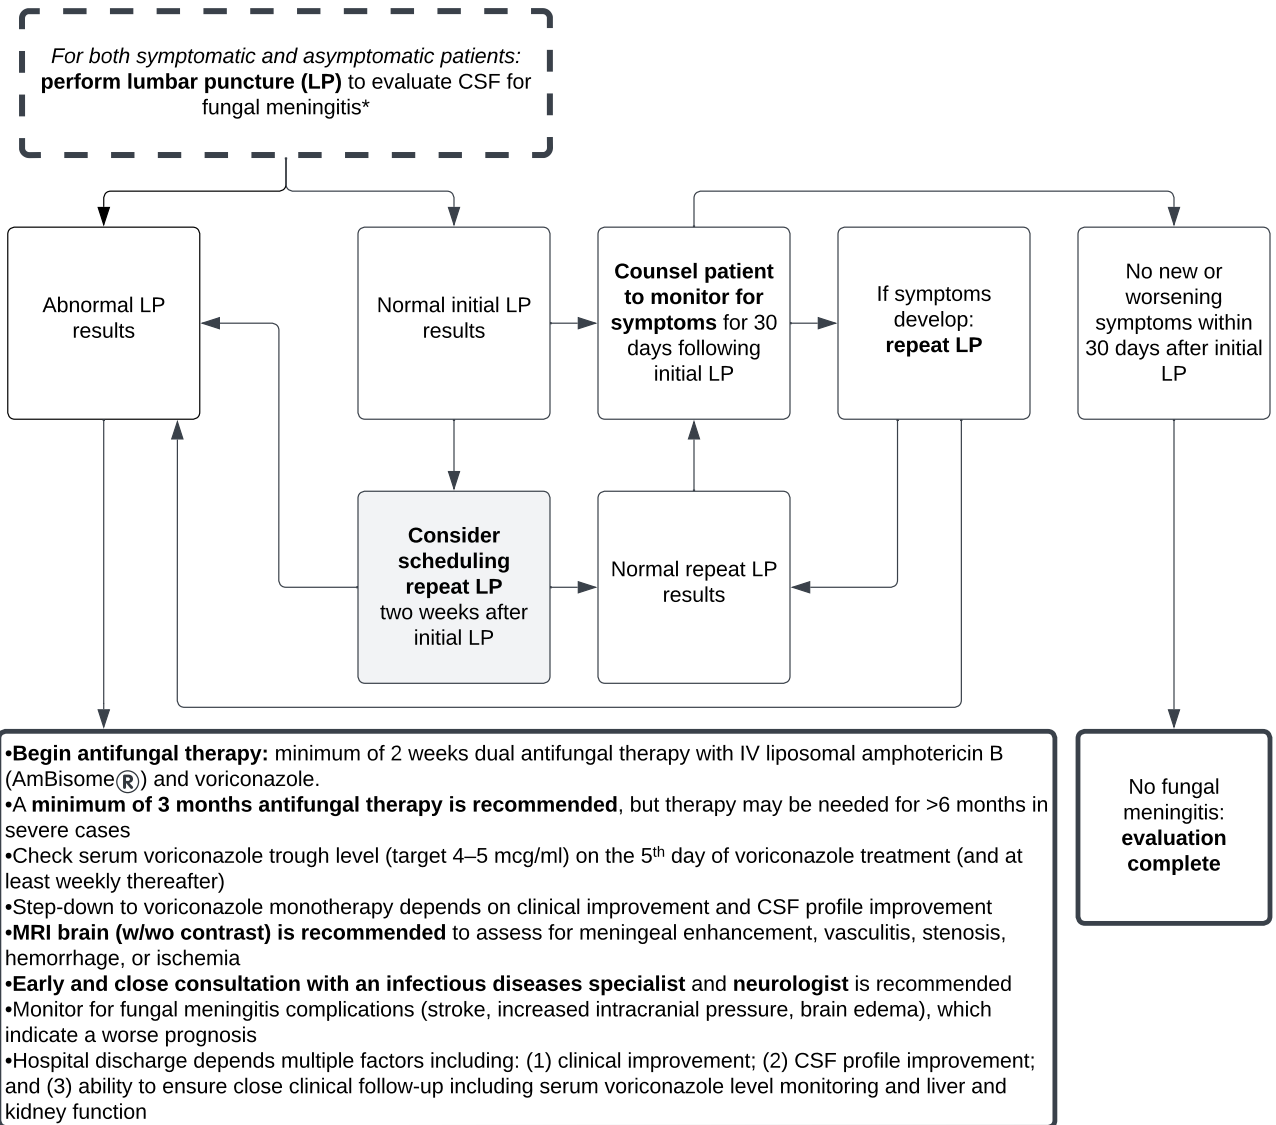 For both symptomatic and asymptomatic patients:
perform lumbar puncture (LP) to evaluate CSF for
fungal meningitis*
Abnormal LP
results
Normal initial LP
results
Counsel patient
to monitor for
symptoms for 30
days following
initial LP
If symptoms
develop:
repeat LP
No new or
worsening
symptoms within
30 days after initial
LP
Consider
scheduling
repeat LP
two weeks after
initial LP
Normal repeat LP
results
•Begin antifungal therapy: minimum of 2 weeks dual antifungal therapy with IV liposomal amphotericin B
(AmBisome®) and voriconazole.
•A minimum of 3 months antifungal therapy is recommended, but therapy may be needed for >6 months in
severe cases
•Check serum voriconazole trough level (target 4–5 mcg/ml) on the 5th day of voriconazole treatment (and at
least weekly thereafter)
•Step-down to voriconazole monotherapy depends on clinical improvement and CSF profile improvement
•MRI brain (w/wo contrast) is recommended to assess for meningeal enhancement, vasculitis, stenosis,
hemorrhage, or ischemia
•Early and close consultation with an infectious diseases specialist and neurologist is recommended
•Monitor for fungal meningitis complications (stroke, increased intracranial pressure, brain edema), which
indicate a worse prognosis
•Hospital discharge depends multiple factors including: (1) clinical improvement; (2) CSF profile improvement;
and (3) ability to ensure close clinical follow-up including serum voriconazole level monitoring and liver and
kidney function
No fungal
meningitis:
evaluation
complete